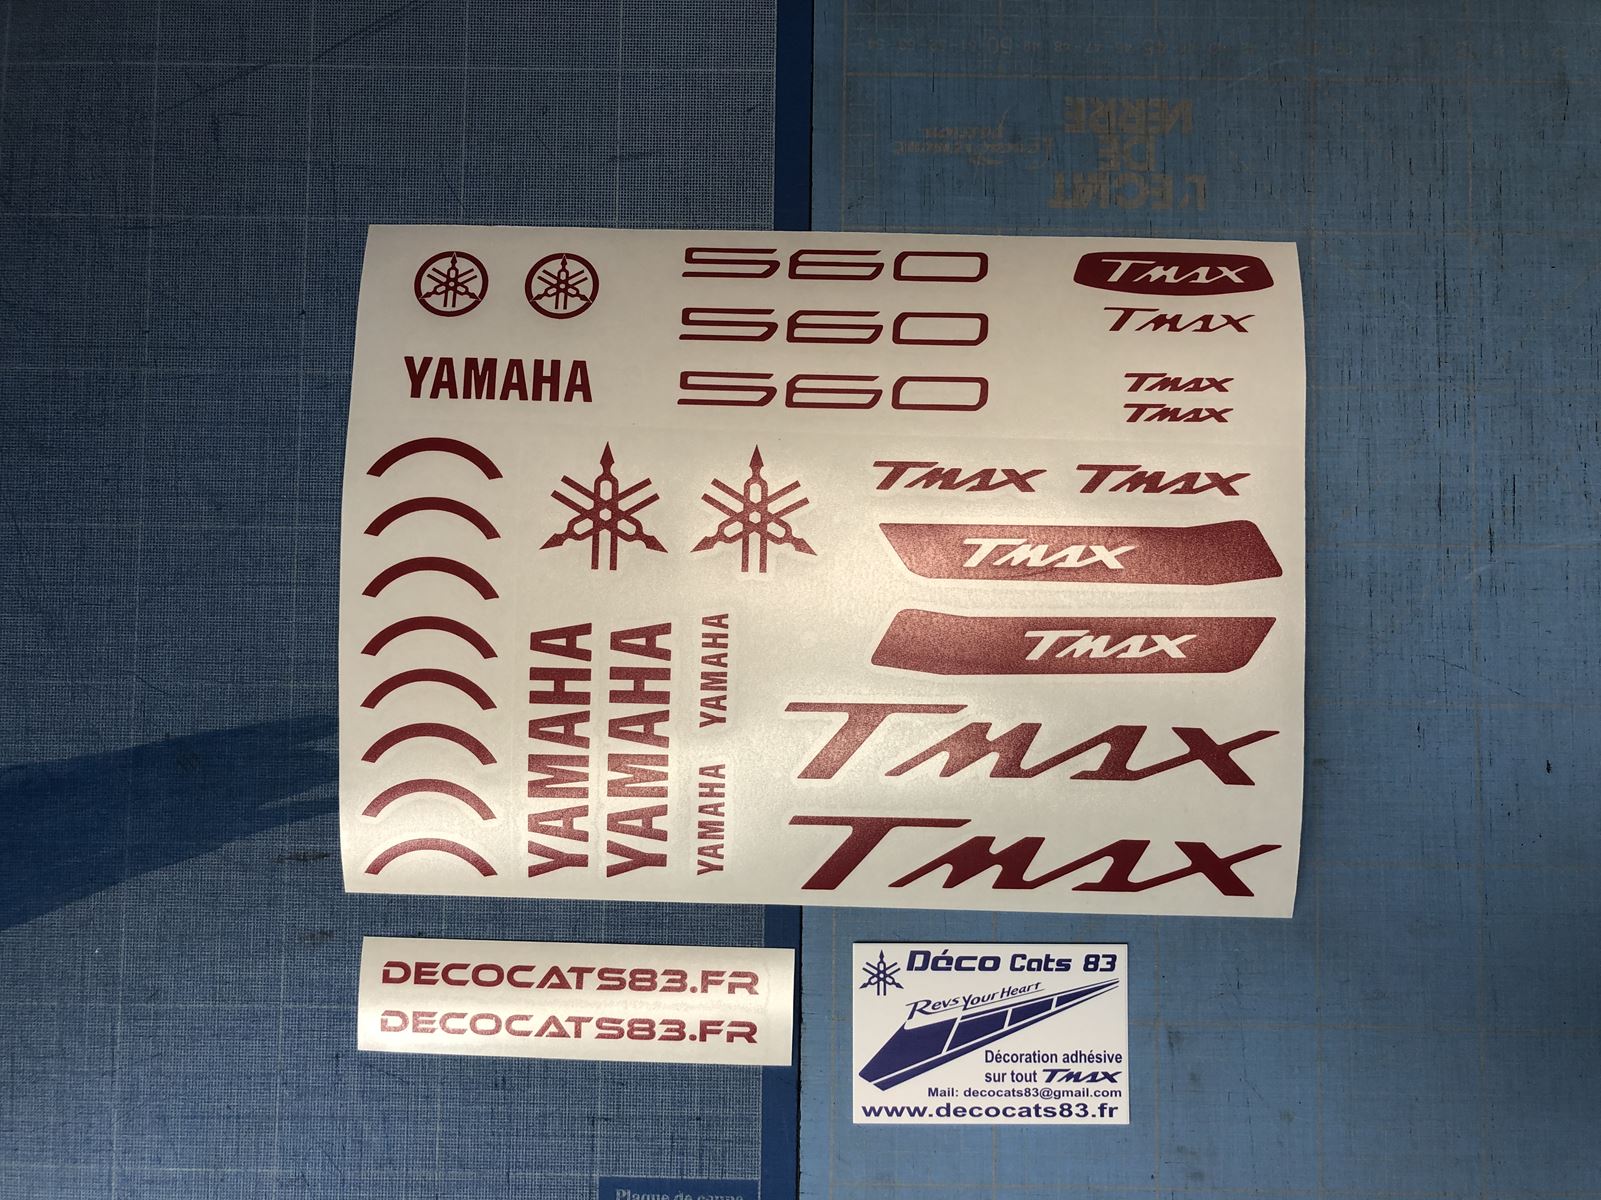 560
TMAX
560
TMAX
YAMAHA
560
TMAX
TMAX
TMAX TMAX
TMAX
TMAX
YAMAHA
YAMAHA
YAMAHA
YAMAHA
TMAX
TMAX
DECOCATS83.FR
DECOCATS83.FR
Déco Cats 83
Revs Your Heart
Décoration adhésive
sur tout TMAX
Mail: decocats83@gmail.com
www.decocats83.fr
Plaque de coupe